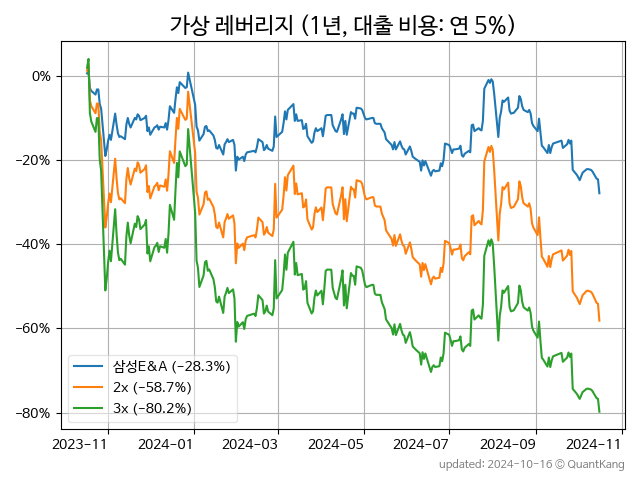 가상 레버리지 (1년, 대출 비용: 연 5%)
0%
−20%
−40%
−60%
−80%
삼성E&A (−28.3%)
2x (−58.7%)
3x (−80.2%)
2023-11 2024-01 2024-03 2024-05 2024-07 2024-09 2024-11
updated: 2024-10-16 © QuantKang